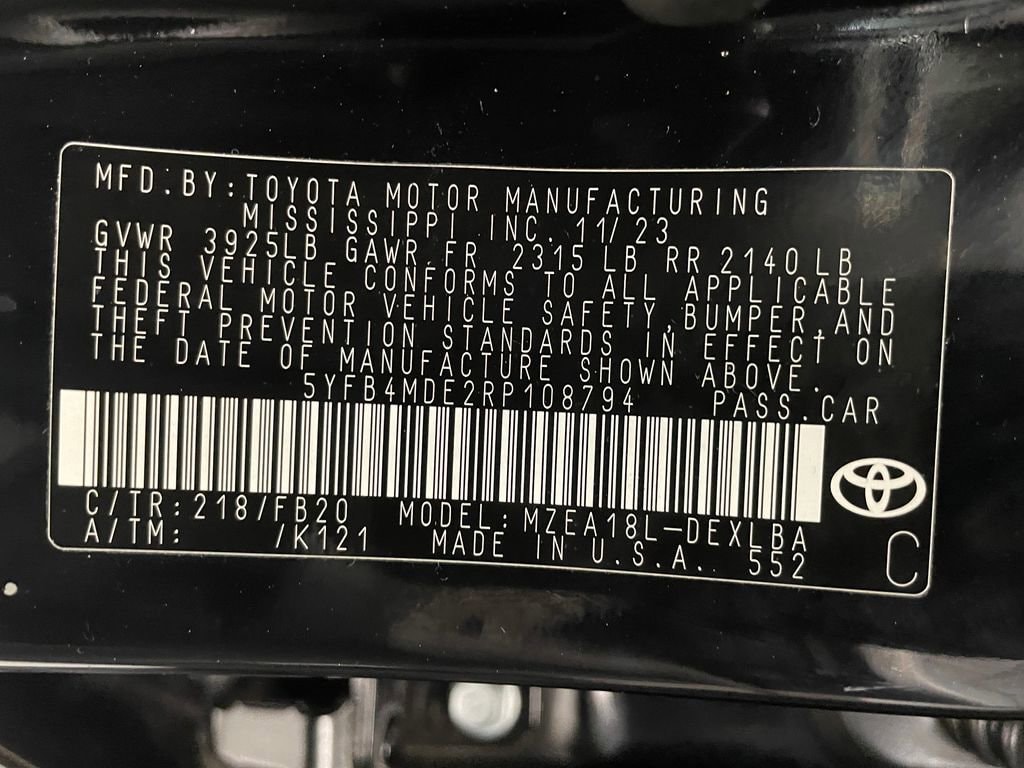 MFD.BY:TOYOTA MOTOR MANUFACTURING
MISSISSIPPI INC. 11/23
GVWR 3925LB GAWR FR 2315 LB RR 2140 LB
THIS VEHICLE CONFORMS TO ALL APPLICABLE
FEDERAL MOTOR VEHICLE SAFETY,BUMPER,AND
THEFT PREVENTION STANDARDS IN EFFECT ON
THE DATE OF MANUFACTURE SHOWN ABOVE.
5YFB4MDE2RP108794 PASS.CAR
C/TR:218/FB20 MODEL:MZEA18L-DEXLBA
A/TM: /K121 MADE IN U.S.A. 552
C